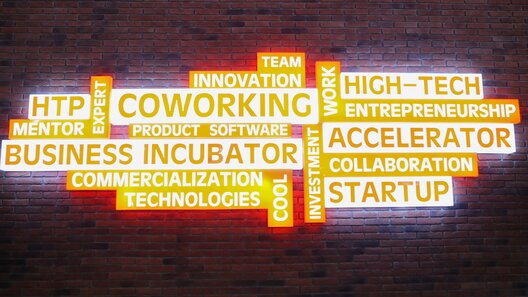 TEAM
INNOVATION
WORK
HIGH-TECH
HTP
EXPERT
COWORKING
ENTREPRENEURSHIP
MENTOR
PRODUCT SOFTWARE
INVESTMENT
ACCELERATOR
BUSINESS INCUBATOR
COLLABORATION
COMMERCIALIZATION
COOL
STARTUP
TECHNOLOGIES